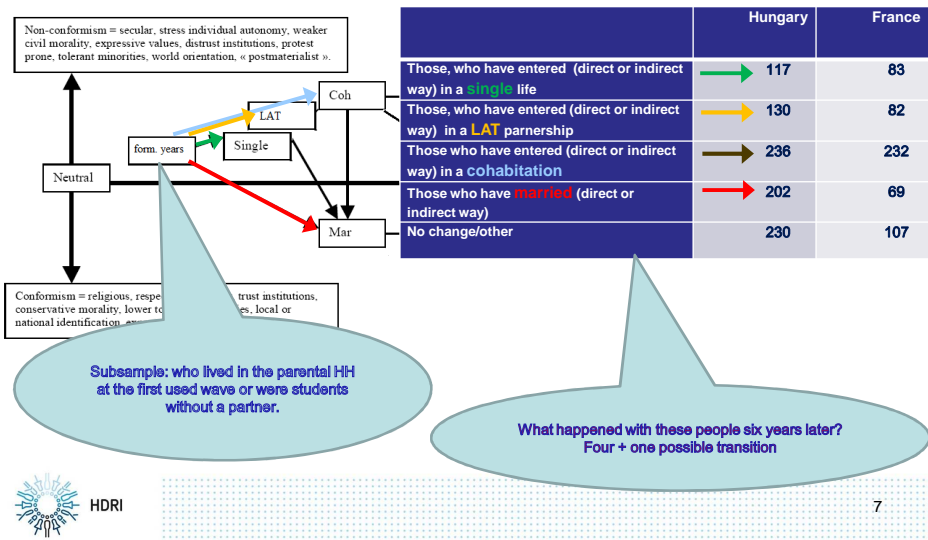 Non-conformism = secular, stress individual autonomy, weaker
civil morality, expressive values, distrust institutions, protest
prone, tolerant minorities, world orientation, « postmaterialist ».
Coh
LAT
Single
form. years
Neutral
Mar
Conformism = religious, respe trust institutions,
conservative morality, lower to es, local or
national identification,
Hungary France
Those, who have entered (direct or indirect
way) in a single life
117 83
Those, who have entered (direct or indirect
way) in a LAT parnership
130 82
Those who have entered (direct or indirect
way) in a cohabitation
236 232
Those who have married (direct or
indirect way)
202 69
No change/other
230 107
Subsample: who lived in the parental HH
at the first used wave or were students
without a partner.
What happened with these people six years later?
Four + one possible transition
HDRI
7